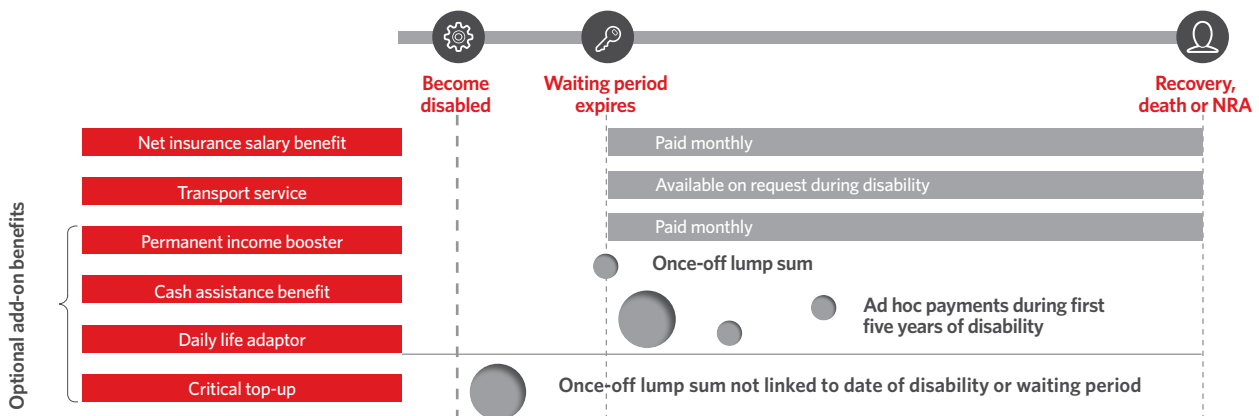 Become
disabled
Waiting period
expires
Recovery,
death or NRA
Net insurance salary benefit
Paid monthly
Transport service
Available on request during disability
Optional add-on benefits
Permanent income booster
Paid monthly
Cash assistance benefit
Once-off lump sum
Daily life adaptor
Ad hoc payments during first
five years of disability
Critical top-up
Once-off lump sum not linked to date of disability or waiting period